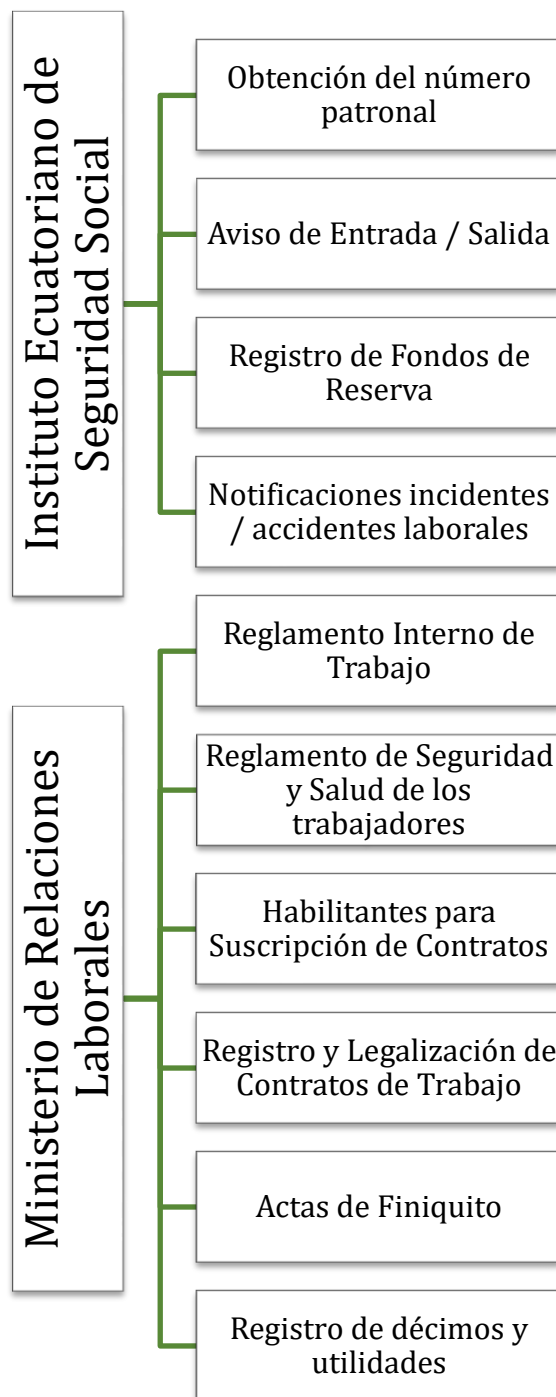 Instituto Ecuatoriano de
Seguridad Social
Obtención del número
patronal
Aviso de Entrada / Salida
Registro de Fondos de
Reserva
Notificaciones incidentes
/ accidentes laborales
Ministerio de Relaciones
Laborales
Reglamento Interno de
Trabajo
Reglamento de Seguridad
y Salud de los
trabajadores
Habilitantes para
Suscripción de Contratos
Registro y Legalización de
Contratos de Trabajo
Actas de Finiquito
Registro de décimos y
utilidades